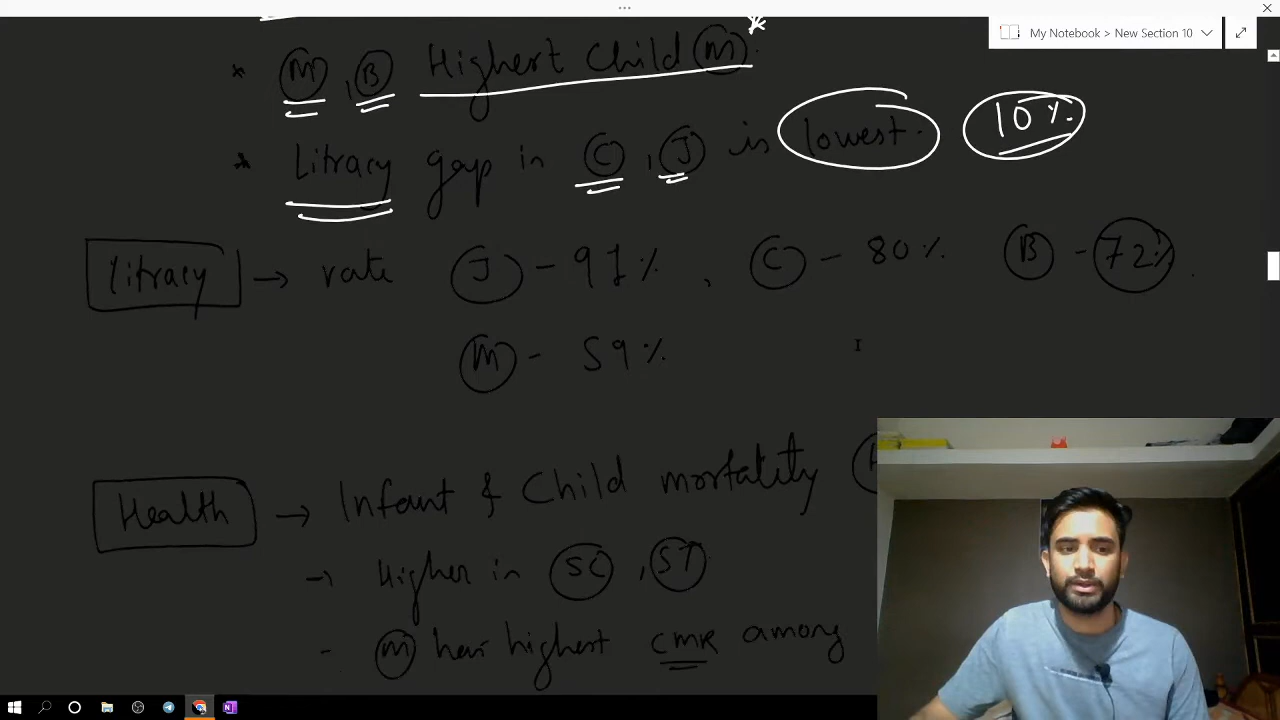 My Notebook > New Section 10
* M , B Highest Child M . *
* Litracy gap in C , J is lowest . 10 %
Litracy → rate J - 97 % , C - 80 % B - 72 % .
M - 59 %
Health → Infant & Child mortality
→ Higher in SC , ST
- M has highest CMR among